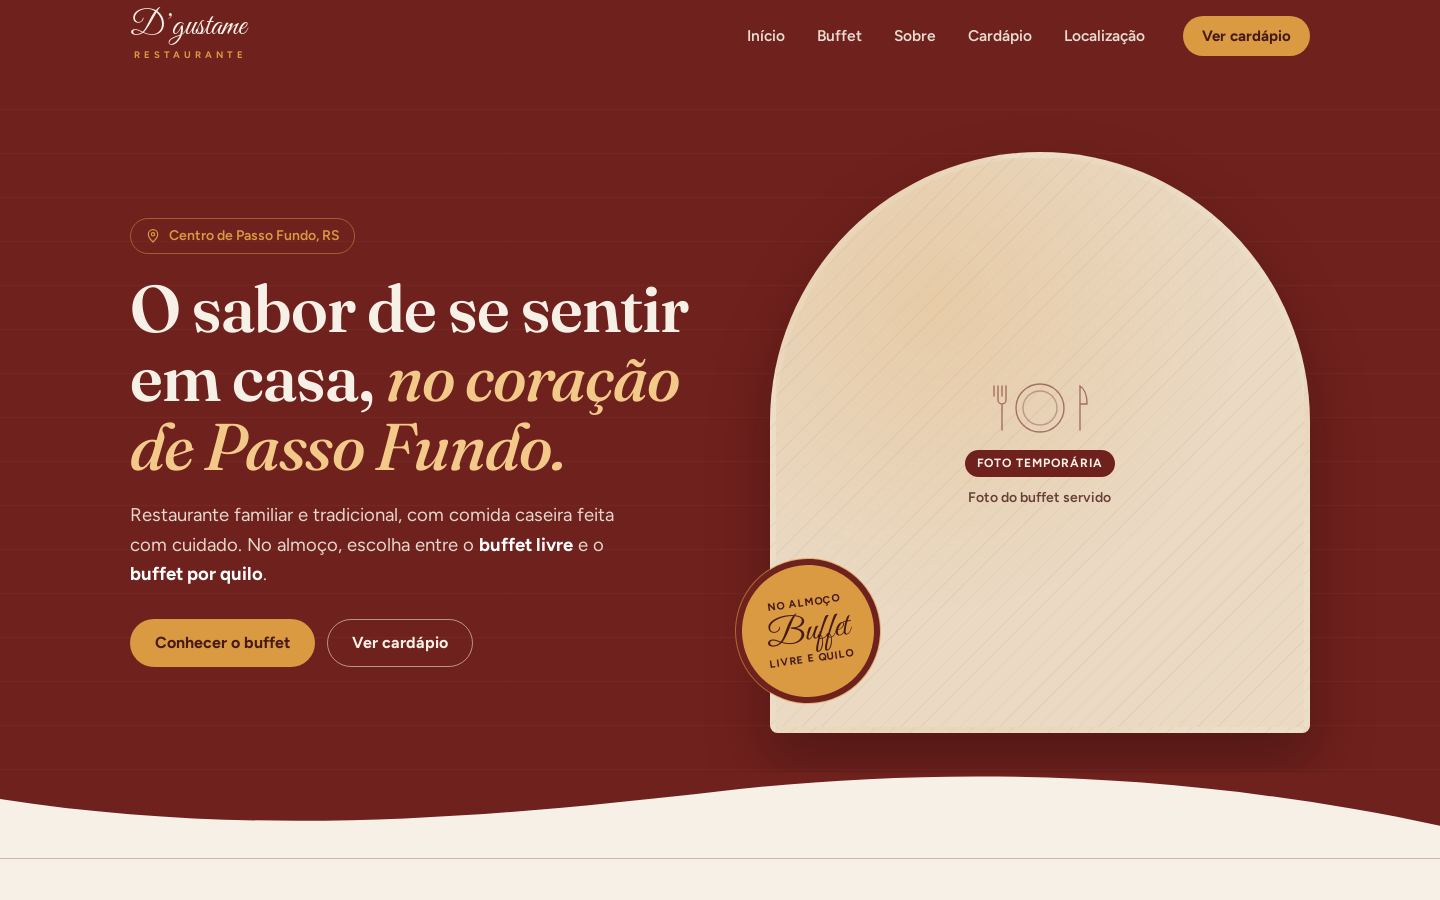 D'gustame
RESTAURANTE
Início
Buffet
Sobre
Cardápio
Localização
Ver cardápio
Centro de Passo Fundo, RS
O sabor de se sentir
em casa, no coração
de Passo Fundo.
Restaurante familiar e tradicional, com comida caseira feita
com cuidado. No almoço, escolha entre o buffet livre e o
buffet por quilo.
Conhecer o buffet
Ver cardápio
FOTO TEMPORÁRIA
Foto do buffet servido
NO ALMOÇO
Buffet
LIVRE E QUILO